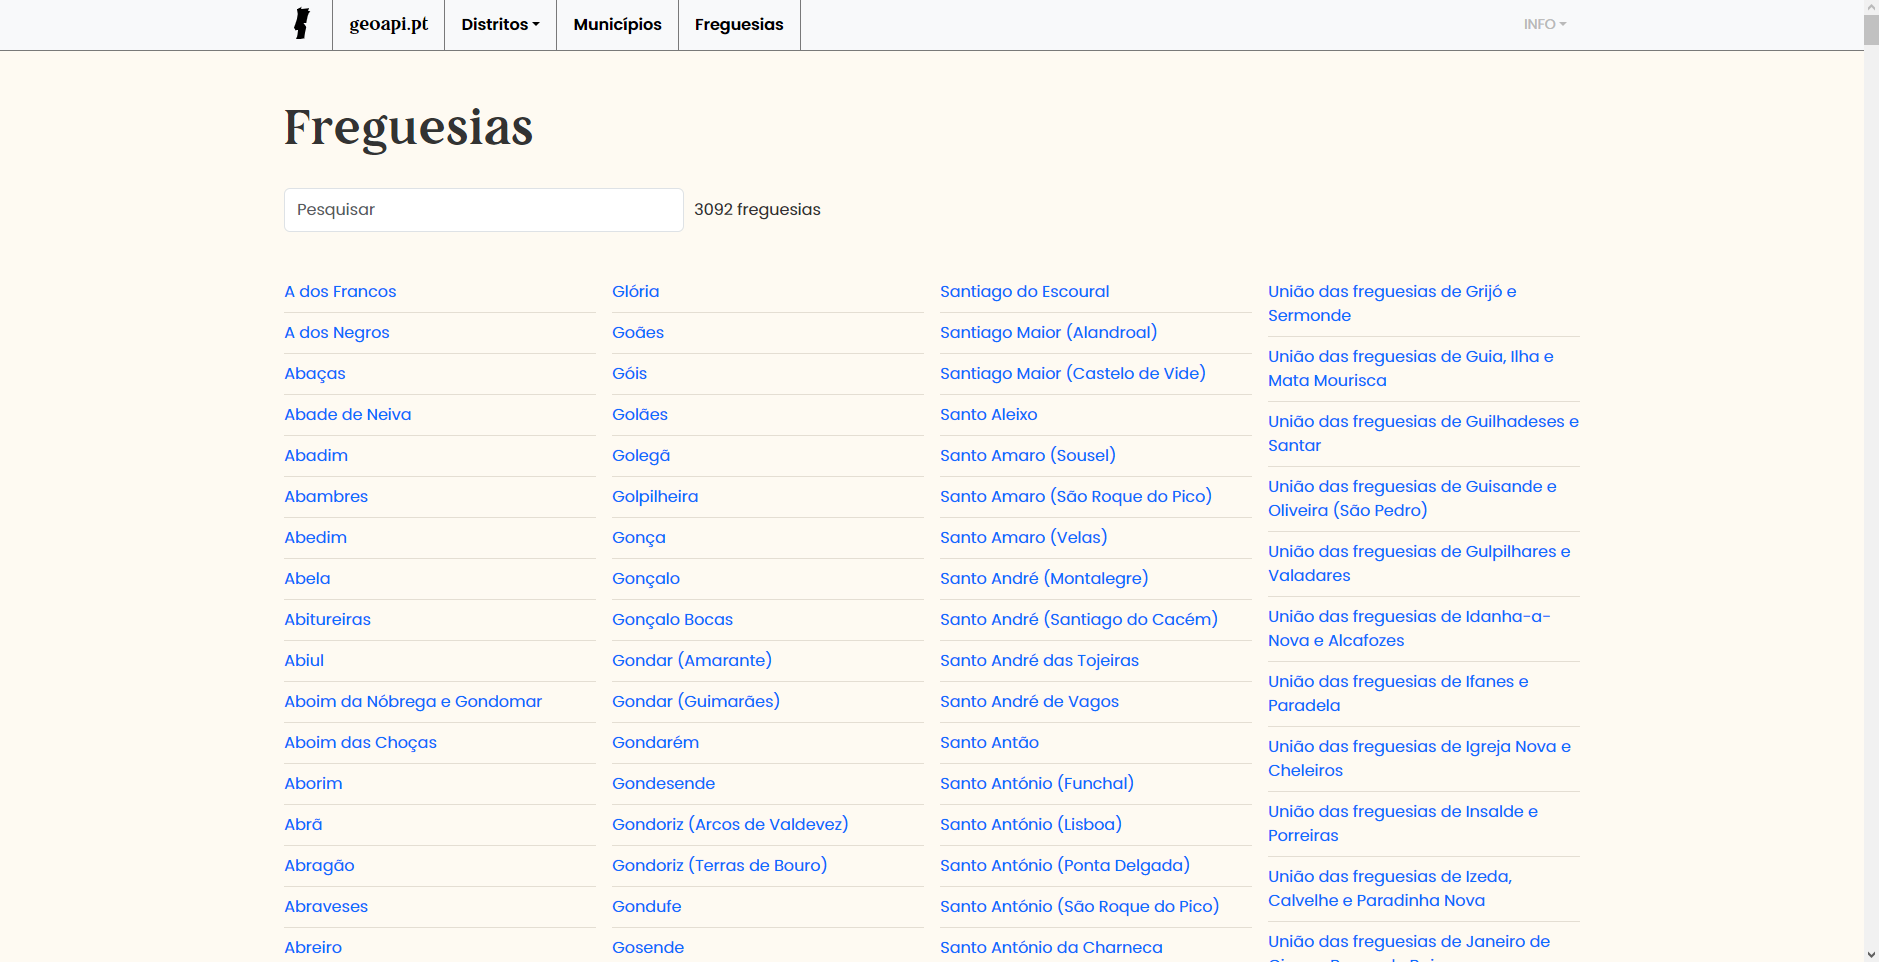 geoapi.pt
Distritos
Municípios
Freguesias
INFO
Freguesias
Pesquisar
3092 freguesias
A dos Francos
A dos Negros
Abaças
Abade de Neiva
Abadim
Abambres
Abedim
Abela
Abitureiras
Abiul
Aboim da Nóbrega e Gondomar
Aboim das Choças
Aborim
Abrã
Abragão
Abraveses
Abreiro
Glória
Goães
Góis
Golães
Golegã
Golpilheira
Gonça
Gonçalo
Gonçalo Bocas
Gondar (Amarante)
Gondar (Guimarães)
Gondarém
Gondesende
Gondoriz (Arcos de Valdevez)
Gondoriz (Terras de Bouro)
Gondufe
Gosende
Santiago do Escoural
Santiago Maior (Alandroal)
Santiago Maior (Castelo de Vide)
Santo Aleixo
Santo Amaro (Sousel)
Santo Amaro (São Roque do Pico)
Santo Amaro (Velas)
Santo André (Montalegre)
Santo André (Santiago do Cacém)
Santo André das Tojeiras
Santo André de Vagos
Santo Antão
Santo António (Funchal)
Santo António (Lisboa)
Santo António (Ponta Delgada)
Santo António (São Roque do Pico)
Santo António da Charneca
União das freguesias de Grijó e
Sermonde
União das freguesias de Guia, Ilha e
Mata Mourisca
União das freguesias de Guilhadeses e
Santar
União das freguesias de Guisande e
Oliveira (São Pedro)
União das freguesias de Gulpilhares e
Valadares
União das freguesias de Idanha-a-
Nova e Alcafozes
União das freguesias de Ifanes e
Paradela
União das freguesias de Igreja Nova e
Cheleiros
União das freguesias de Insalde e
Porreiras
União das freguesias de Izeda,
Calvelhe e Paradinha Nova
União das freguesias de Janeiro de